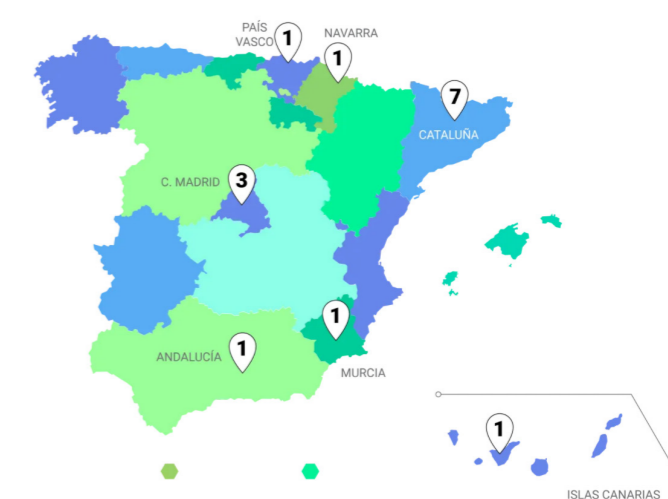 PAÍS
VASCO
1
NAVARRA
1
7
CATALUÑA
C. MADRID
3
1
MURCIA
ANDALUCÍA
1
1
ISLAS CANARIAS